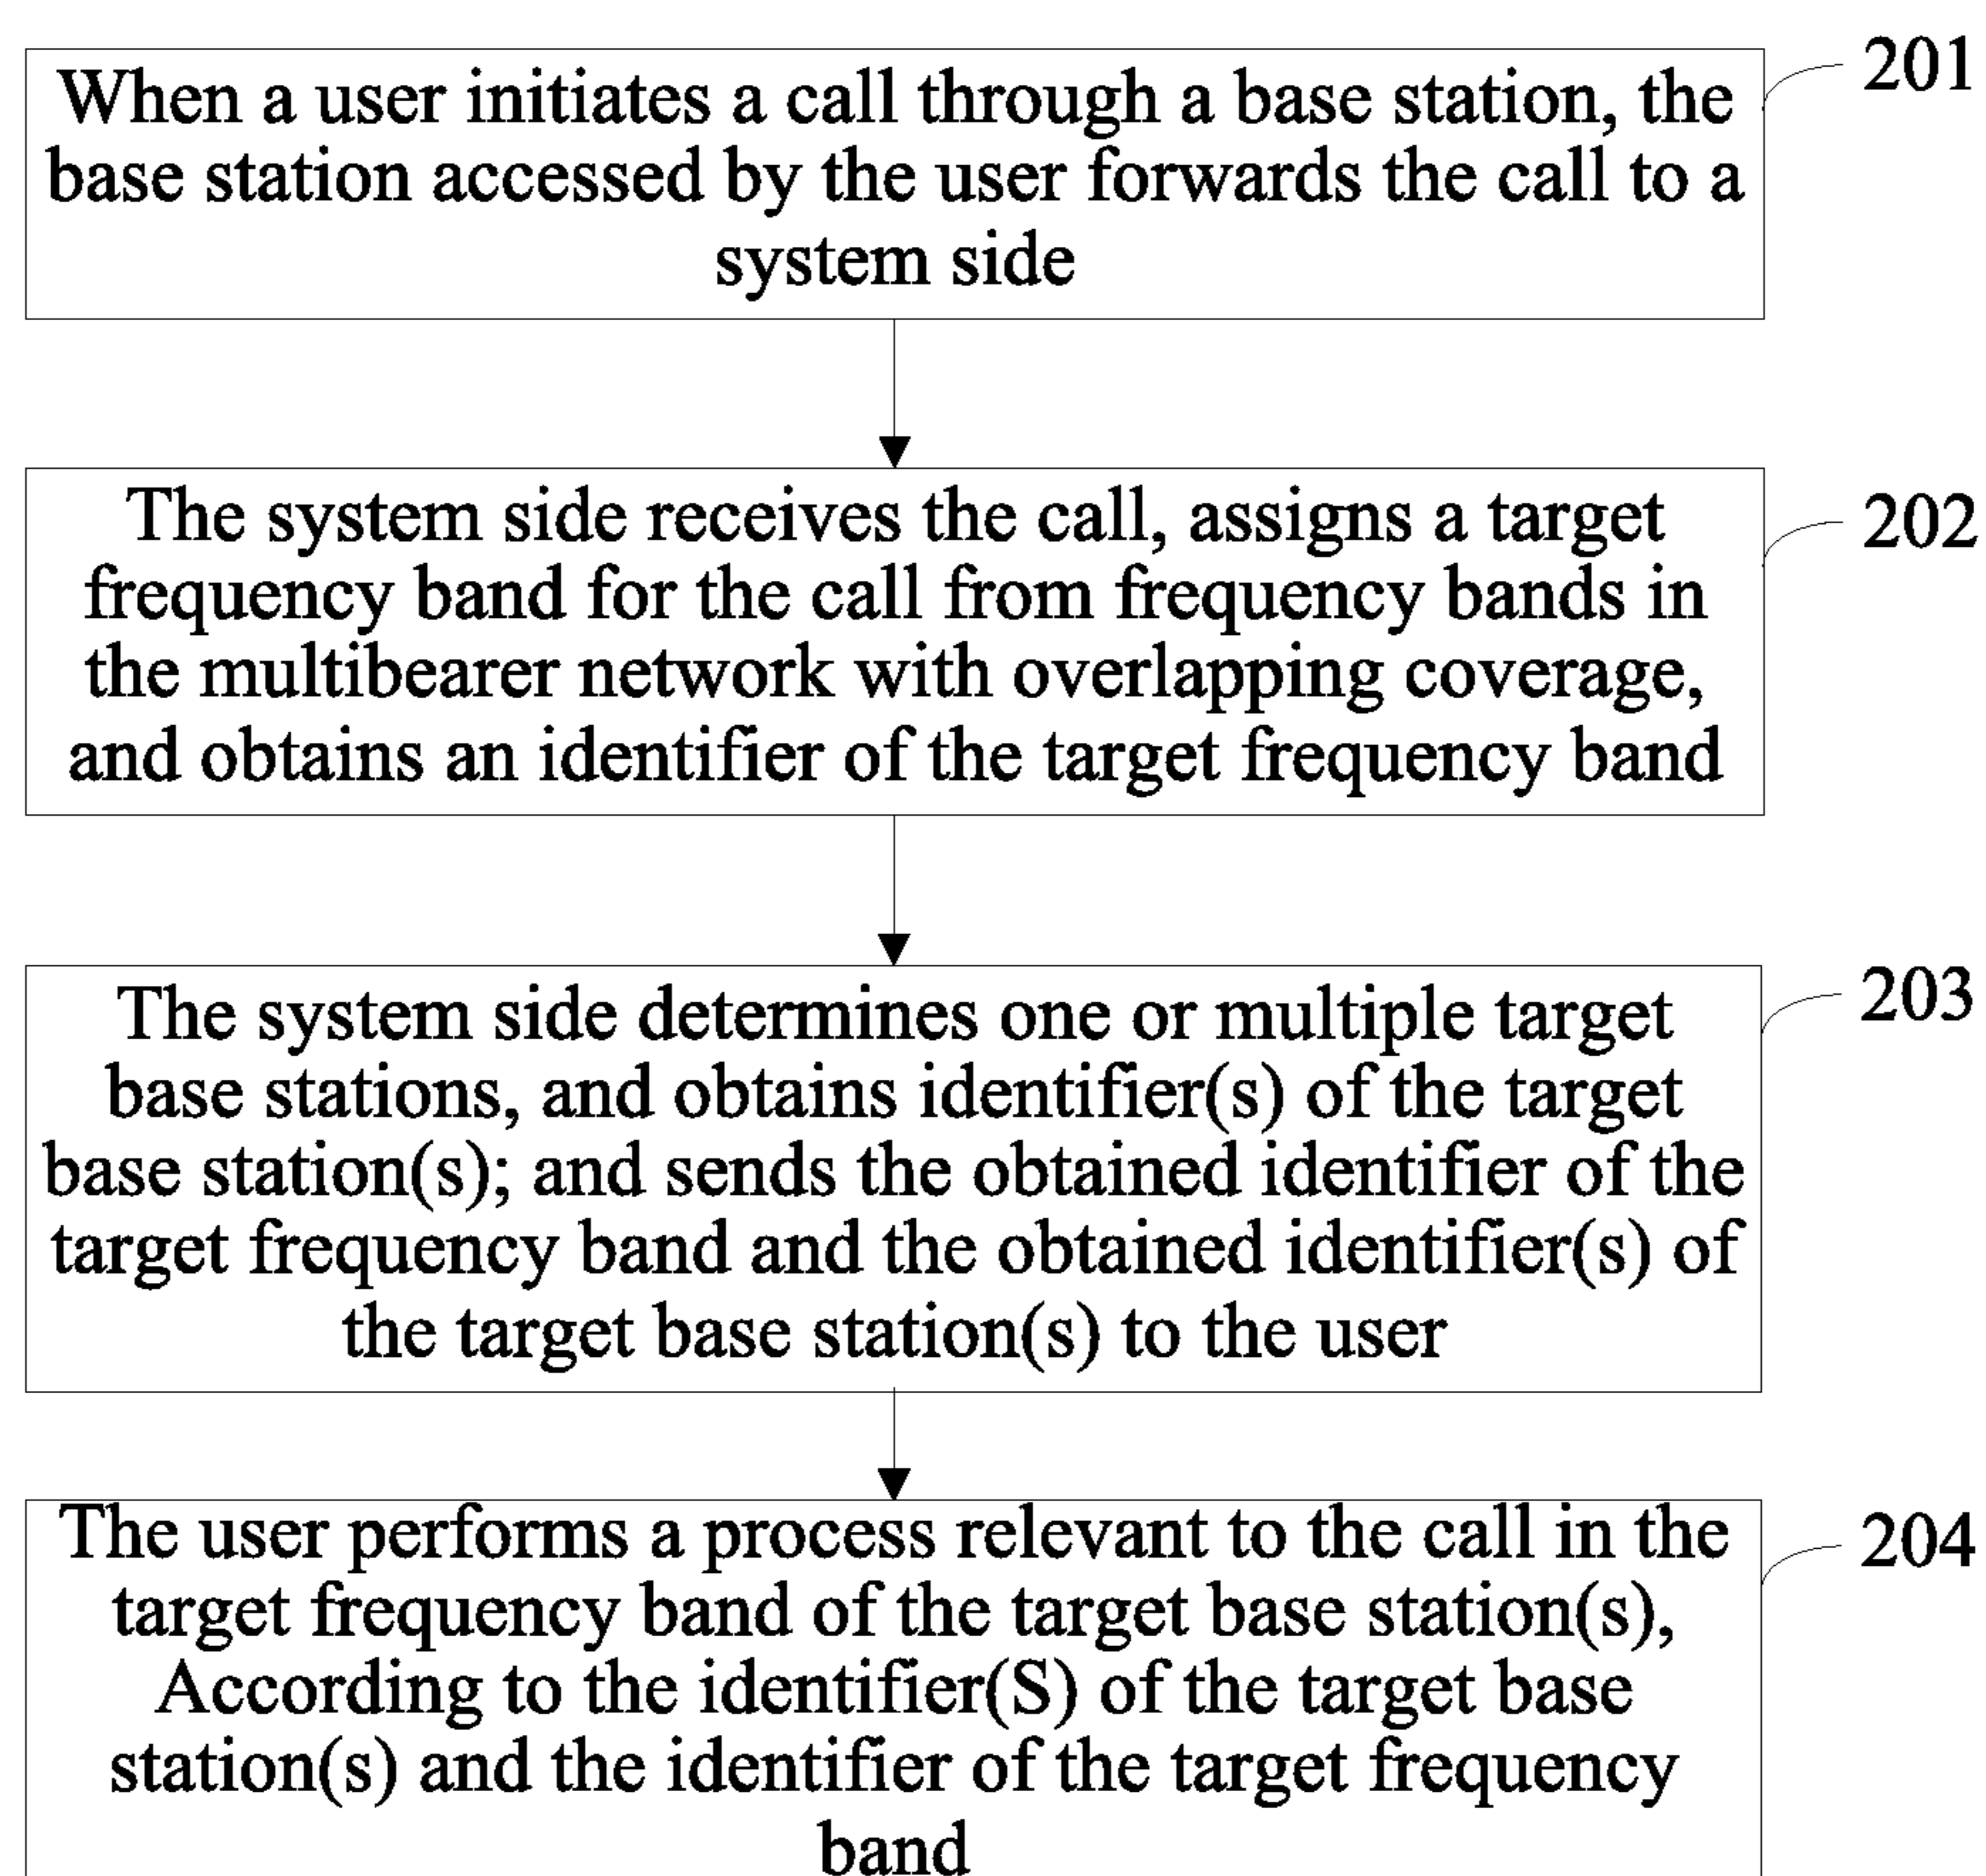 When a user initiates a call through a base station, the
base station accessed by the user forwards the call to a
system side
201
The system side receives the call, assigns a target
frequency band for the call from frequency bands in
the multibearer network with overlapping coverage,
and obtains an identifier of the target frequency band
202
The system side determines one or multiple target
base stations, and obtains identifier(s) of the target
base station(s); and sends the obtained identifier of the
target frequency band and the obtained identifier(s) of
the target base station(s) to the user
203
The user performs a process relevant to the call in the
target frequency band of the target base station(s),
According to the identifier(S) of the target base
station(s) and the identifier of the target frequency
band
204